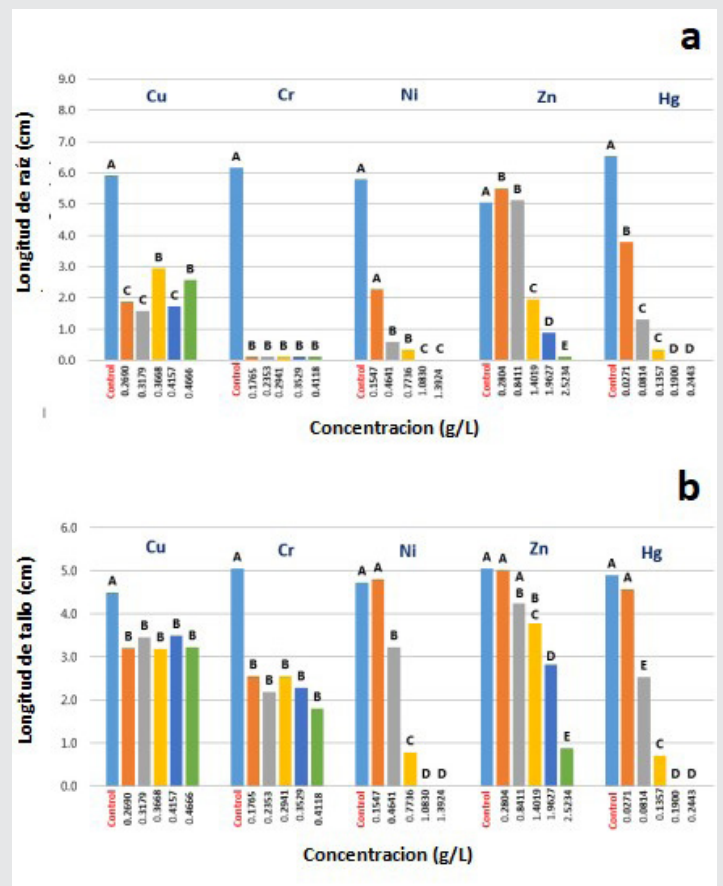 a
9.0
Cu Cr Ni Zn Hg
8.0
7.0
6.0
5.0
4.0
3.0
2.0
1.0
0.0
Longitud de raíz (cm)
A C C B C B
A B B B B B
A A B B C C
A B B C D E
A B C C D D
Control 0.2690 0.3179 0.3668 0.4157 0.4666
Control 0.1765 0.2353 0.2941 0.3529 0.4118
Control 0.1547 0.4641 0.7736 1.0830 1.3924
Control 0.2804 0.8411 1.4019 1.9627 2.5234
Control 0.0271 0.0814 0.1357 0.1900 0.2443
Concentracion (g/L)
b
6.0
Cu Cr Ni Zn Hg
5.0
4.0
3.0
2.0
1.0
0.0
Longitud de tallo (cm)
A B B B B B
A B B B B B
A A B C D D
A A A B B C D E
A A E C D D
Control 0.2690 0.3179 0.3668 0.4157 0.4666
Control 0.1765 0.2353 0.2941 0.3529 0.4118
Control 0.1547 0.4641 0.7736 1.0830 1.3924
Control 0.2804 0.8411 1.4019 1.9627 2.5234
Control 0.0271 0.0814 0.1357 0.1900 0.2443
Concentracion (g/L)